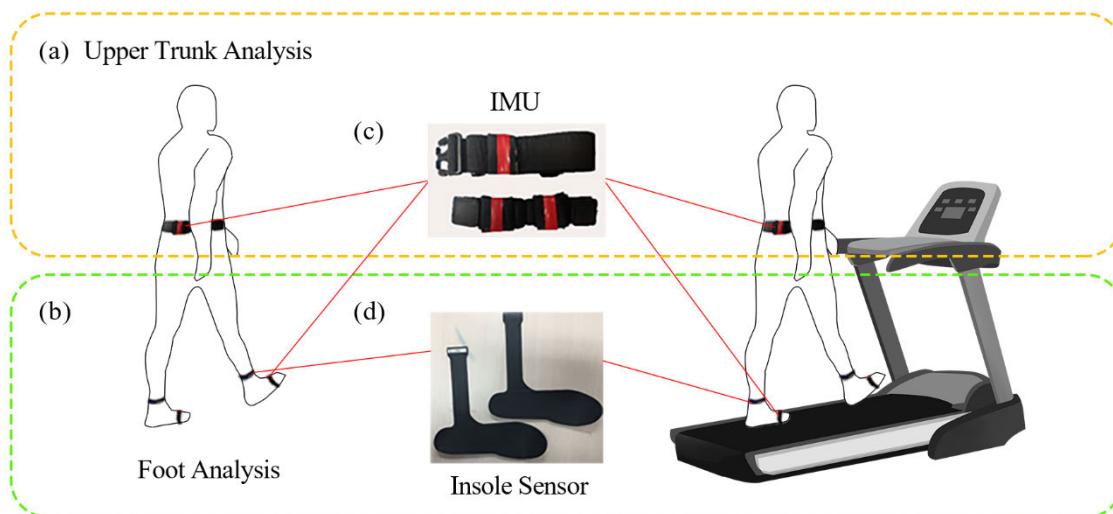 (a) Upper Trunk Analysis
IMU
(c)
(b)
(d)
Foot Analysis
Insole Sensor